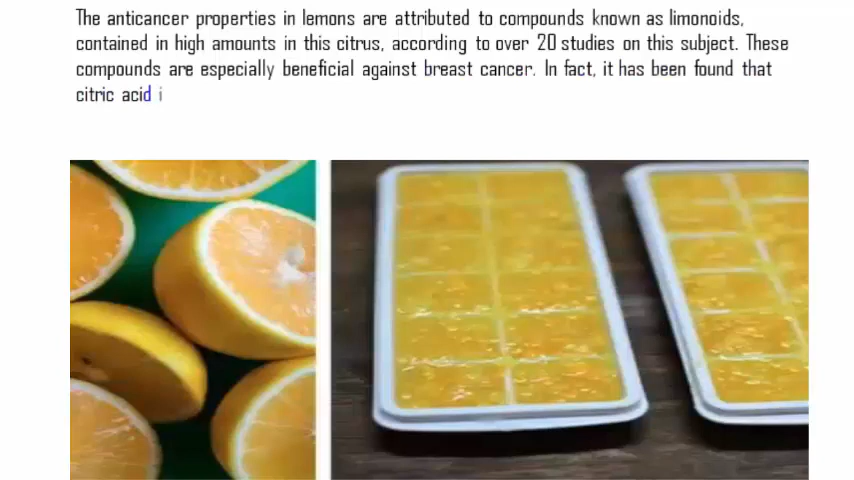 The anticancer properties in lemons are attributed to compounds known as limonoids,
contained in high amounts in this citrus, according to over 20 studies on this subject. These
compounds are especially beneficial against breast cancer. In fact, it has been found that
citric acid i